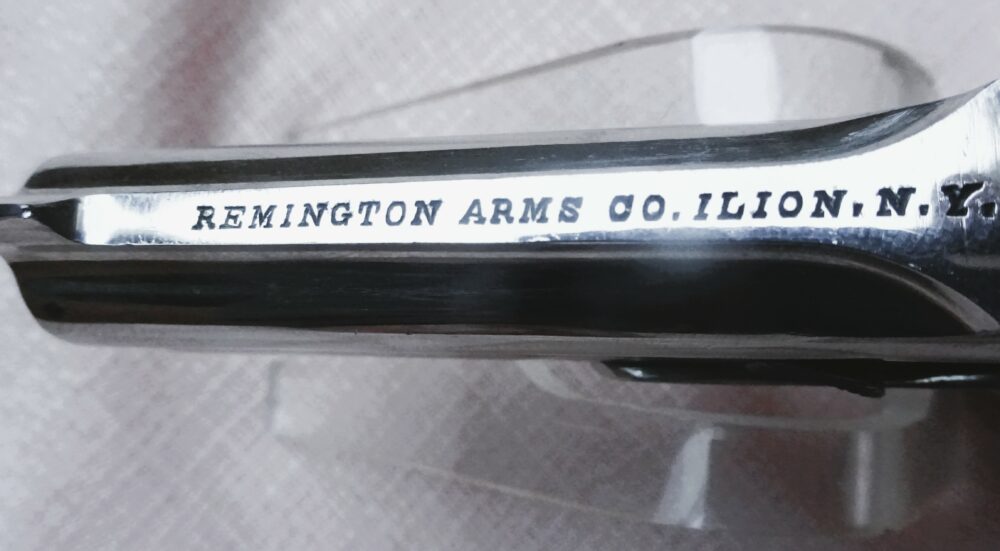 REMINGTON ARMS CO. ILION, N.Y.